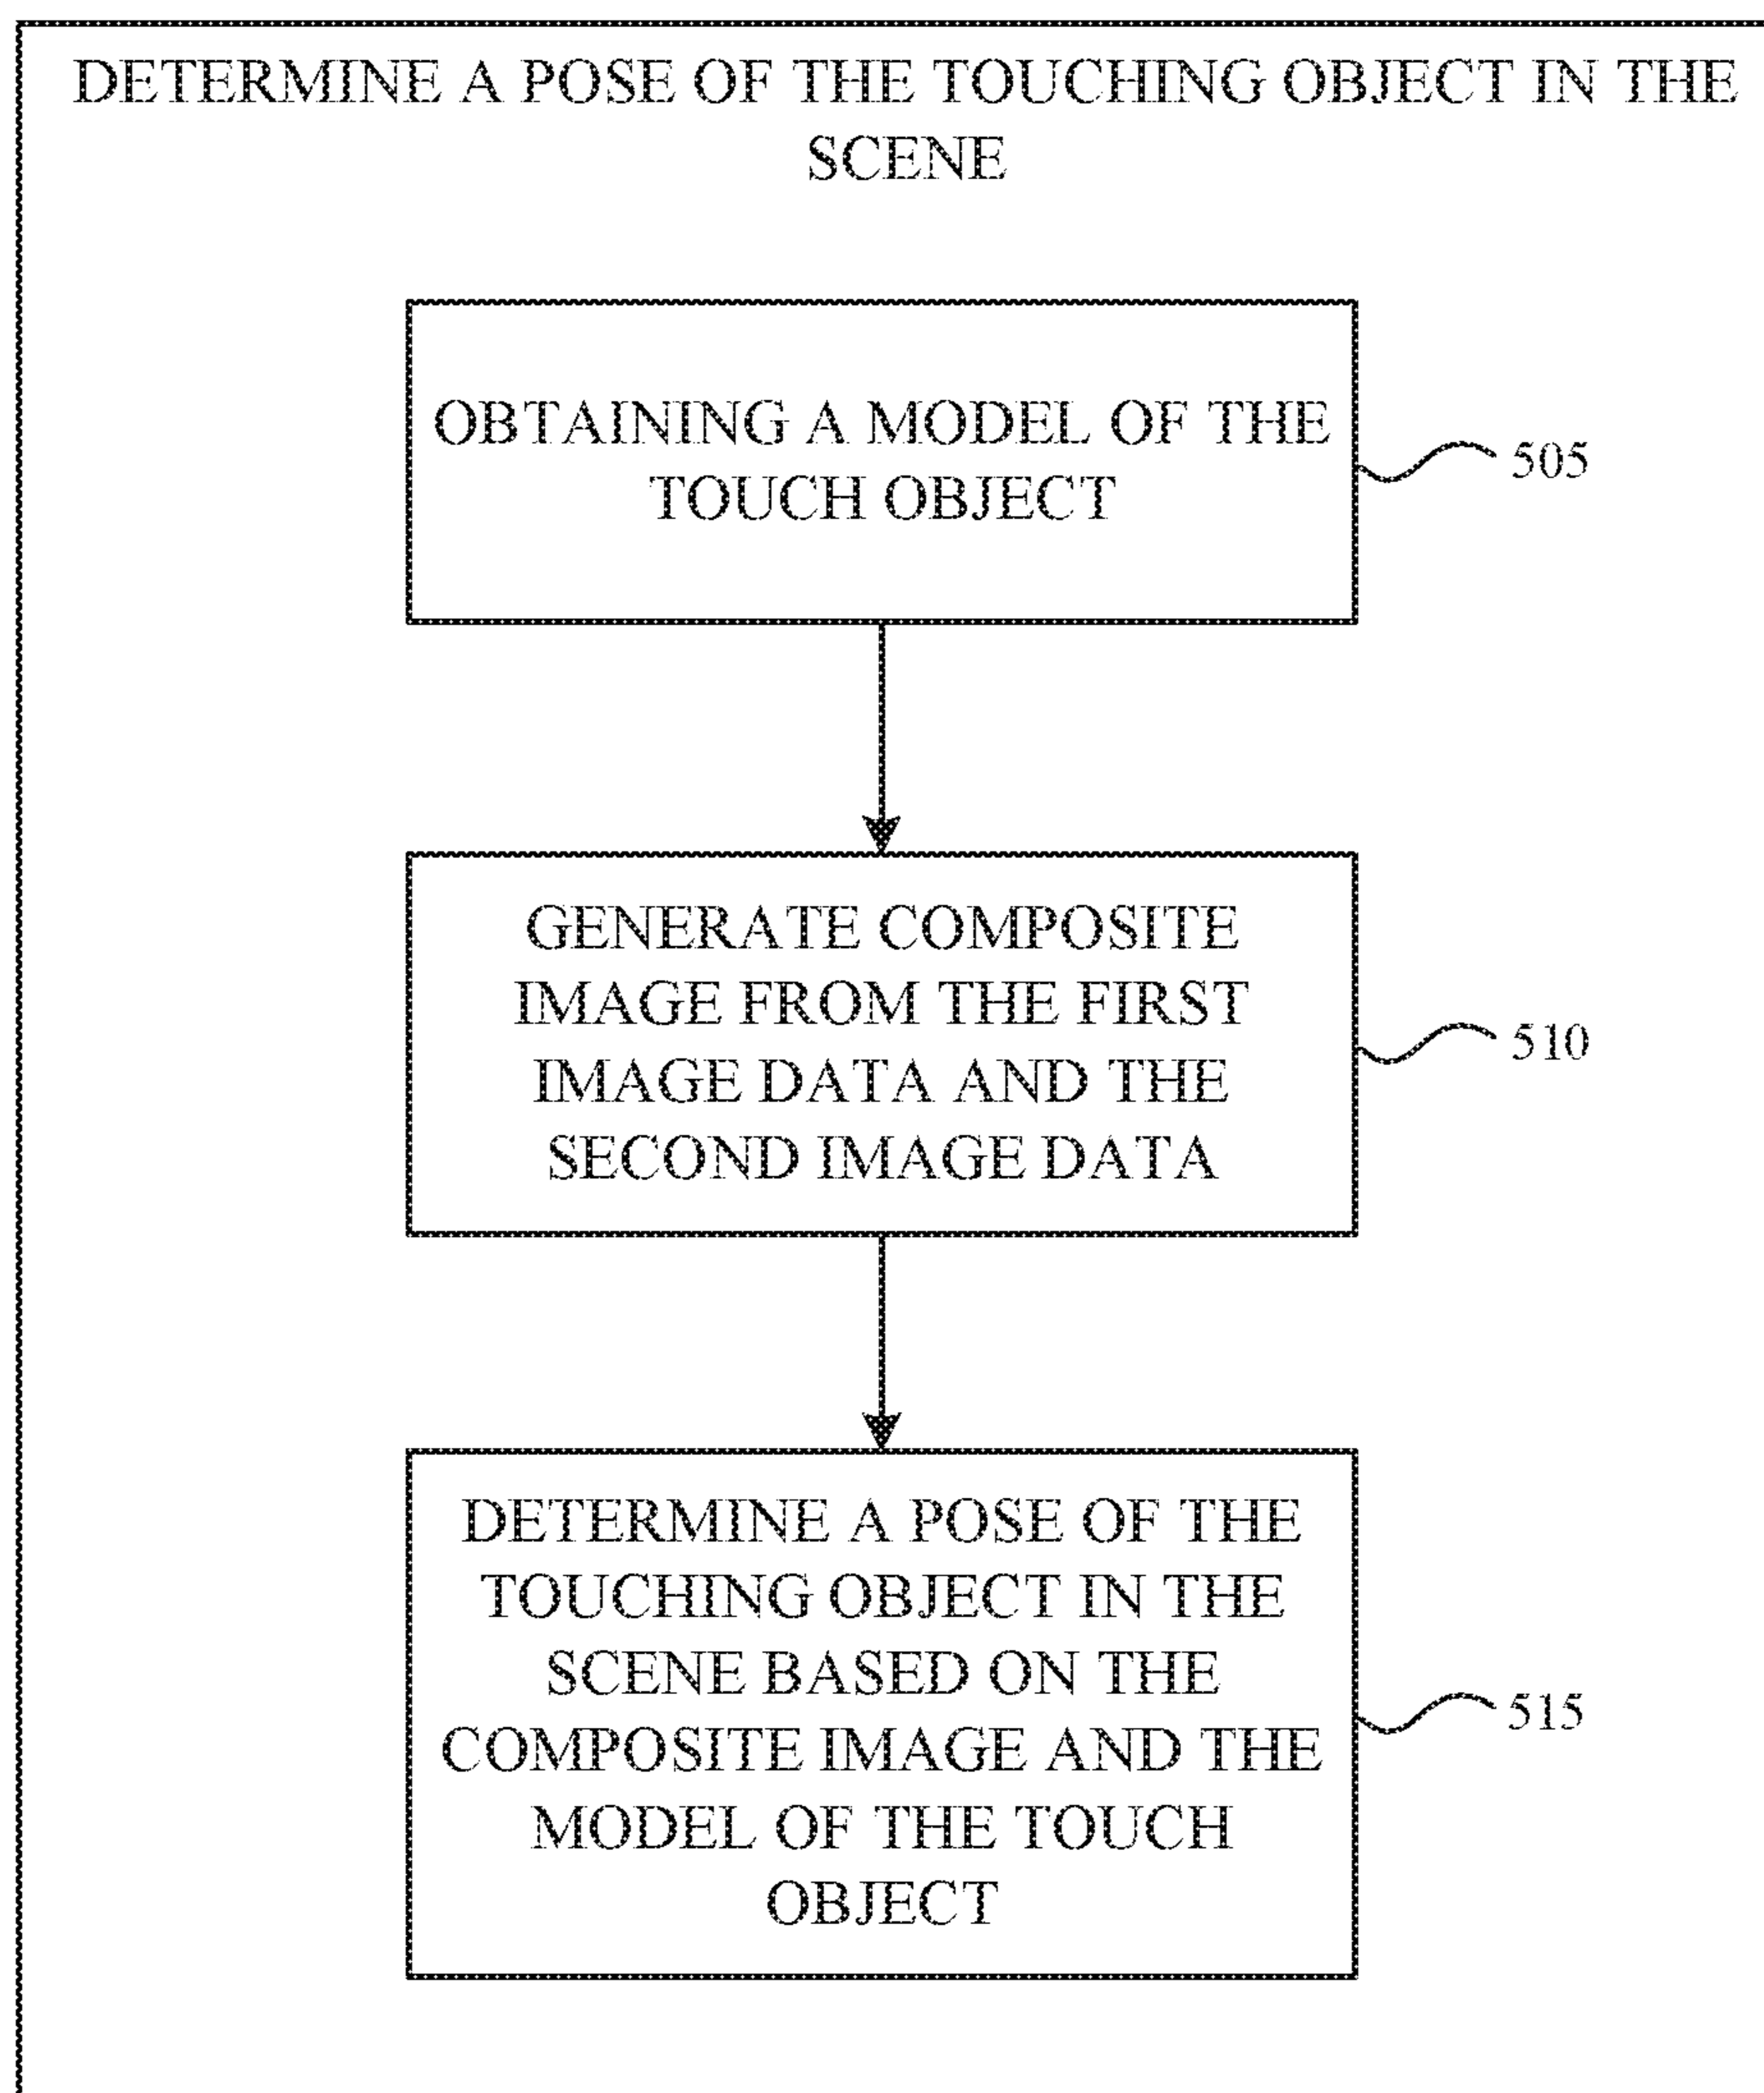 DETERMINE A POSE OF THE TOUCHING OBJECT IN THE
SCENE
OBTAINING A MODEL OF THE
TOUCH OBJECT
505
GENERATE COMPOSITE
IMAGE FROM THE FIRST
IMAGE DATA AND THE
SECOND IMAGE DATA
510
DETERMINE A POSE OF THE
TOUCHING OBJECT IN THE
SCENE BASED ON THE
COMPOSITE IMAGE AND THE
MODEL OF THE TOUCH
OBJECT
515